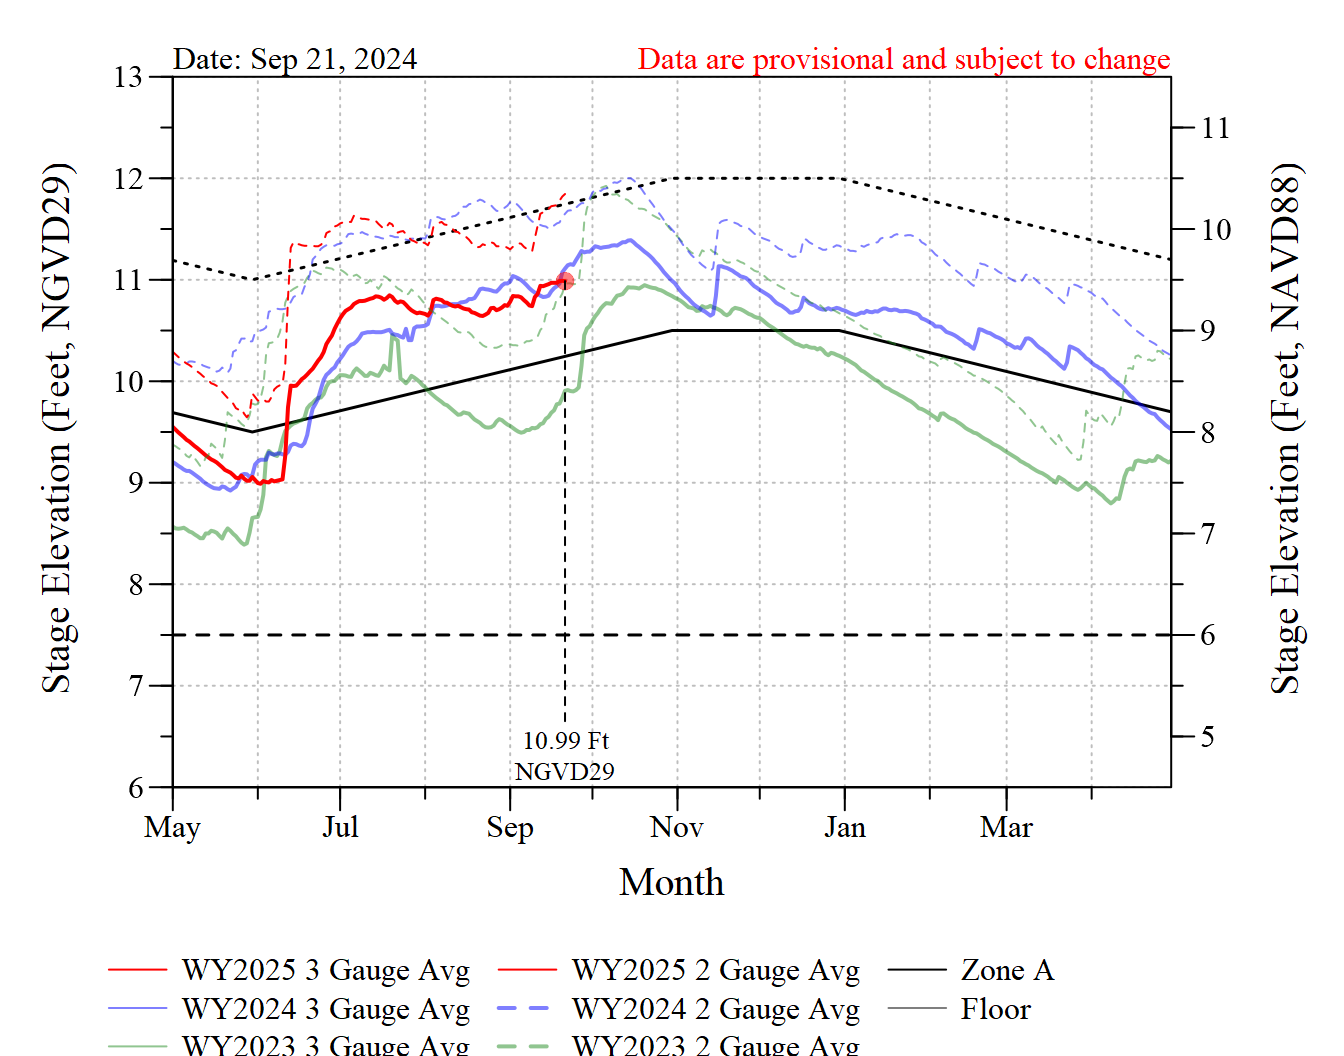 Date: Sep 21, 2024
Data are provisional and subject to change
13
12
11
10
9
8
7
6
11
10
9
8
7
6
5
Stage Elevation (Feet, NGVD29)
Stage Elevation (Feet, NAVD88)
10.99 Ft
NGVD29
May Jul Sep Nov Jan Mar
Month
WY2025 3 Gauge Avg WY2025 2 Gauge Avg Zone A
WY2024 3 Gauge Avg WY2024 2 Gauge Avg Floor
WY2023 3 Gauge Avg WY2023 2 Gauge Avg